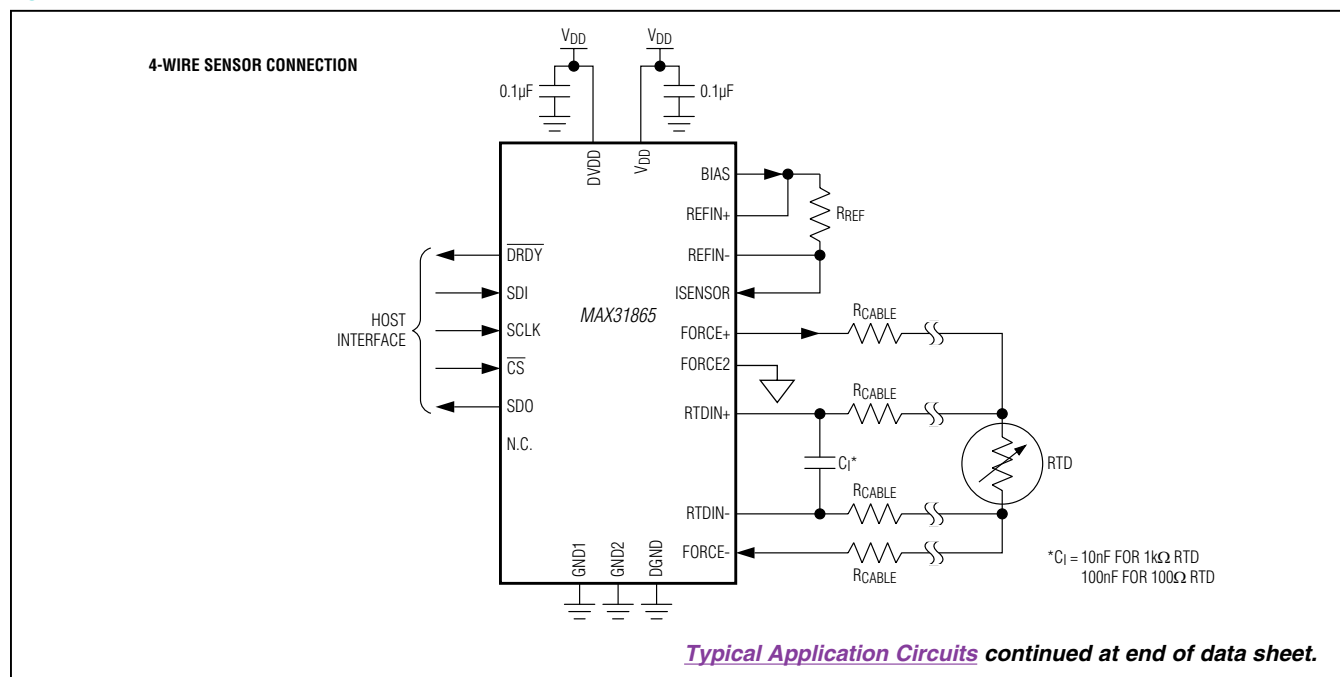 4-WIRE SENSOR CONNECTION
VDD
VDD
0.1µF
0.1µF
DVDD
VDD
BIAS
REFIN+
RREF
REFIN-
ISENSOR
DRDY
SDI
SCLK
CS
SDO
N.C.
HOST
INTERFACE
MAX31865
FORCE+
RCABLE
FORCE2
RTDIN+
RCABLE
CI*
RTD
RTDIN-
RCABLE
FORCE-
RCABLE
GND1
GND2
DGND
*CI = 10nF FOR 1kΩ RTD
100nF FOR 100Ω RTD
Typical Application Circuits continued at end of data sheet.